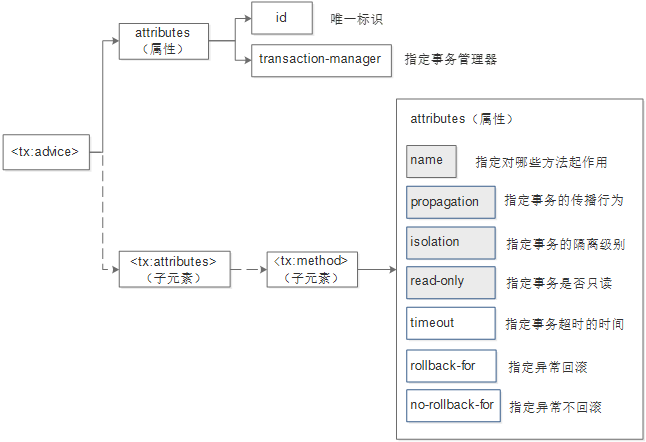 attributes
（属性）
id
唯一标识
transaction-manager
指定事务管理器
<tx:advice>
<tx:attributes>
（子元素）
<tx:method>
（子元素）
attributes（属性）
name
指定对哪些方法起作用
propagation
指定事务的传播行为
isolation
指定事务的隔离级别
read-only
指定事务是否只读
timeout
指定事务超时的时间
rollback-for
指定异常回滚
no-rollback-for
指定异常不回滚